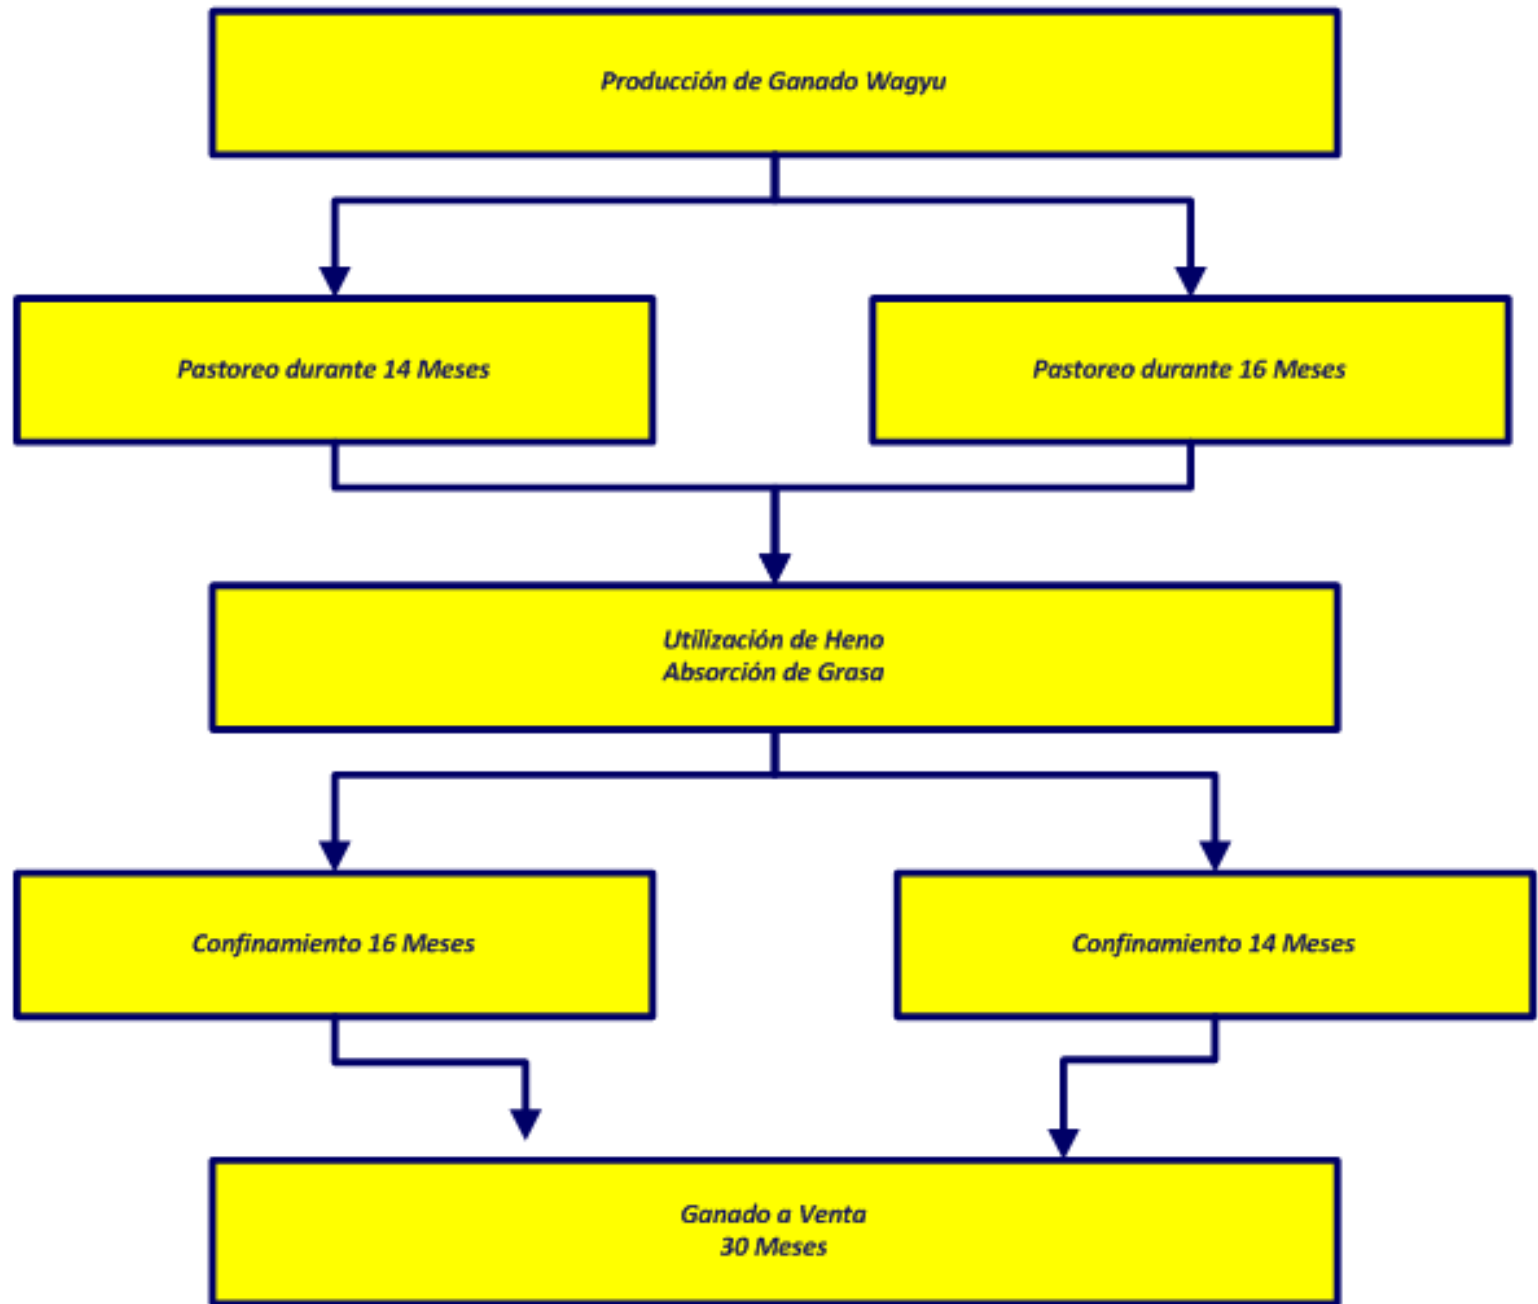 Producción de Ganado Wagyu
Pastoreo durante 14 Meses
Pastoreo durante 16 Meses
Utilización de Heno
Absorción de Grasa
Confinamiento 16 Meses
Confinamiento 14 Meses
Ganado a Venta
30 Meses